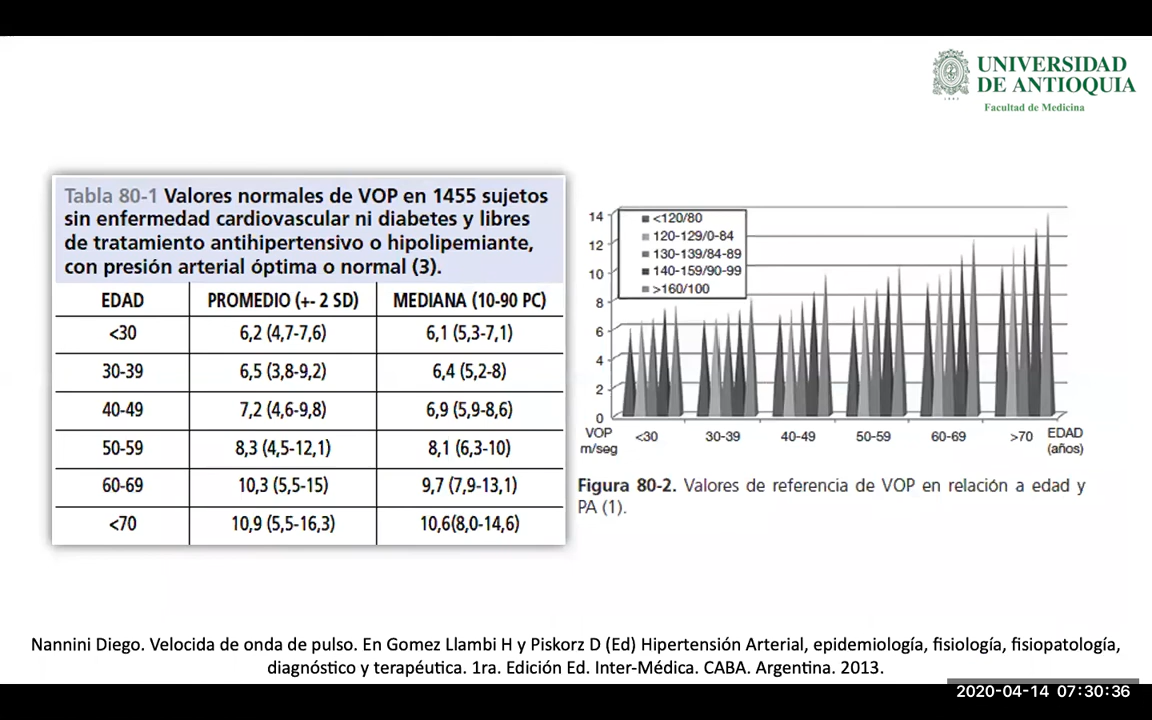 UNIVERSIDAD
DE ANTIOQUIA
1803
Facultad de Medicina
Tabla 80-1 Valores normales de VOP en 1455 sujetos
sin enfermedad cardiovascular ni diabetes y libres
de tratamiento antihipertensivo o hipolipemiante,
con presión arterial óptima o normal (3).
EDAD PROMEDIO (+- 2 SD) MEDIANA (10-90 PC)
<30 6,2 (4,7-7,6) 6,1 (5,3-7,1)
30-39 6,5 (3,8-9,2) 6,4 (5,2-8)
40-49 7,2 (4,6-9,8) 6,9 (5,9-8,6)
50-59 8,3 (4,5-12,1) 8,1 (6,3-10)
60-69 10,3 (5,5-15) 9,7 (7,9-13,1)
<70 10,9 (5,5-16,3) 10,6(8,0-14,6)
14
12
10
8
6
4
2
0
<120/80
120-129/0-84
130-139/84-89
140-159/90-99
>160/100
VOP
m/seg
<30 30-39 40-49 50-59 60-69 >70
EDAD
(años)
Figura 80-2. Valores de referencia de VOP en relación a edad y
PA (1).
Nannini Diego. Velocida de onda de pulso. En Gomez Llambi H y Piskorz D (Ed) Hipertensión Arterial, epidemiología, fisiología, fisiopatología,
diagnóstico y terapéutica. 1ra. Edición Ed. Inter-Médica. CABA. Argentina. 2013.
2020-04-14 07:30:36